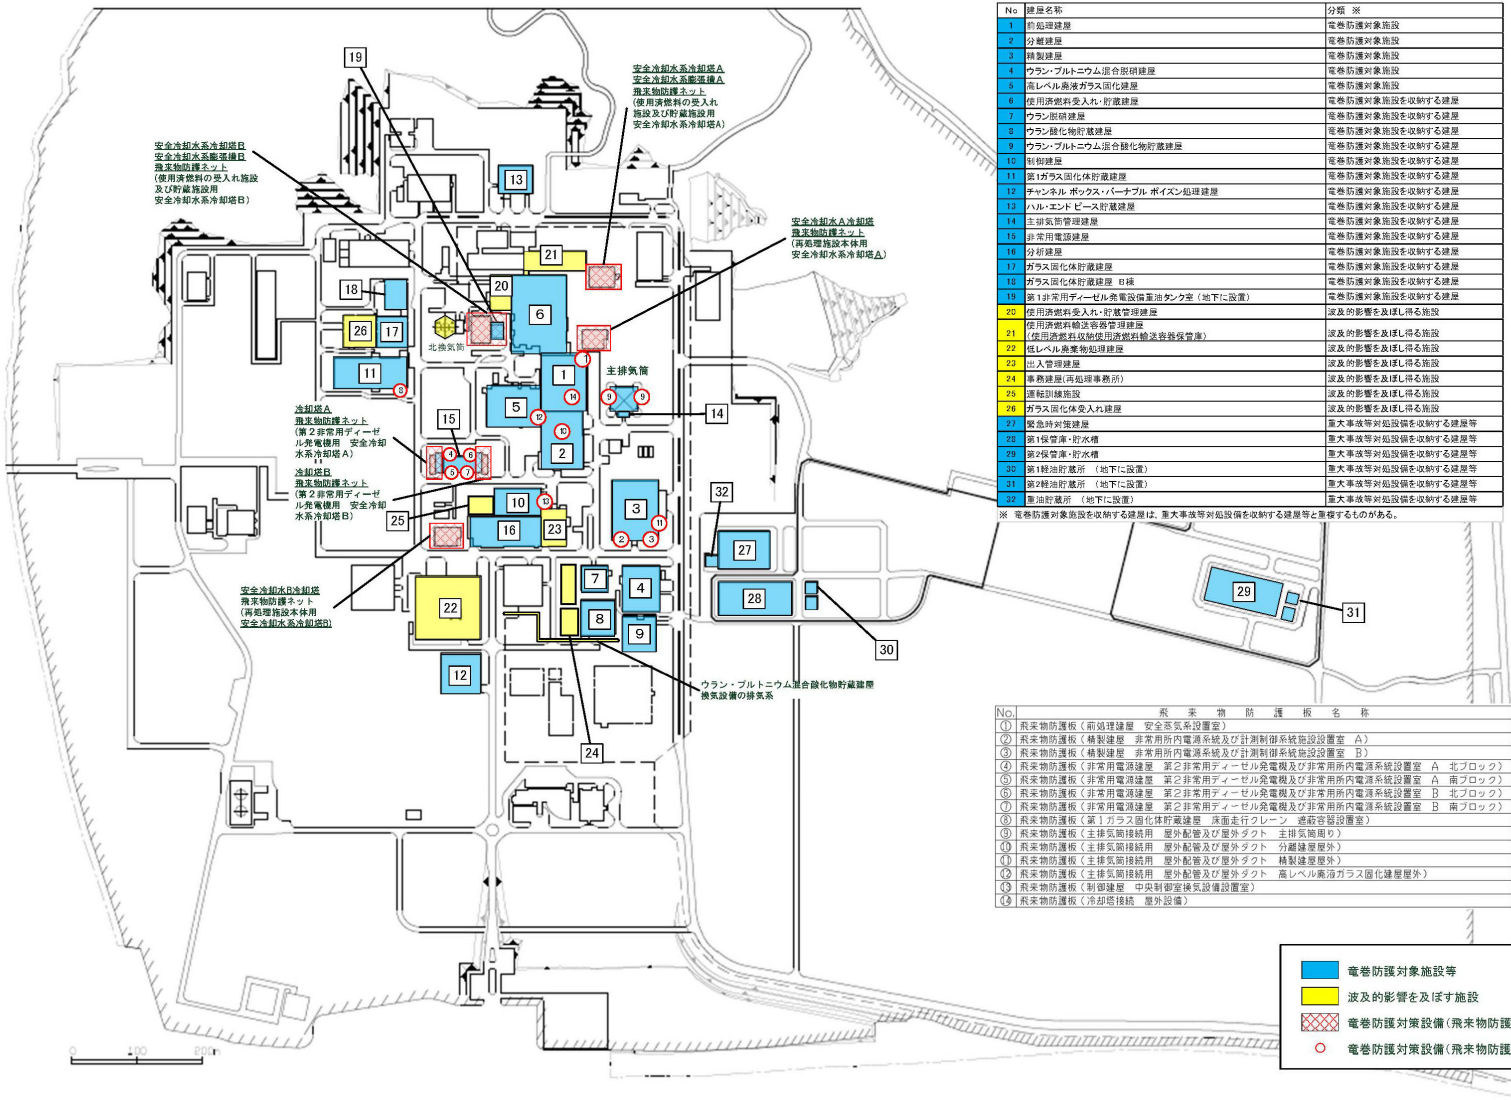 19
安全冷却水系冷却塔A
安全冷却水系膨張槽A
飛来物防護ネット
(使用済燃料の受入れ
施設及び貯蔵施設用
安全冷却水系冷却塔A)
安全冷却水系冷却塔B
安全冷却水系膨張槽B
飛来物防護ネット
(使用済燃料の受入れ施設
及び貯蔵施設用
安全冷却水系冷却塔B)
13
安全冷却水A冷却塔
飛来物防護ネット
(再処理施設本体用
安全冷却水系冷却塔A)
21
20
18
6
26
17
北換気筒
11
⑧
1
①
⑭
主排気筒
⑨
⑨
14
5
⑫
⑩
2
冷却塔A
飛来物防護ネット
(第2非常用ディーゼ
ル発電機用 安全冷却
水系冷却塔A)
15
④
⑥
⑤
⑦
冷却塔B
飛来物防護ネット
(第2非常用ディーゼ
ル発電機用 安全冷却
水系冷却塔B)
25
10
⑬
16
23
3
⑪
②
③
32
27
28
30
29
31
安全冷却水B冷却塔
飛来物防護ネット
(再処理施設本体用
安全冷却水系冷却塔B)
22
7
4
8
9
12
ウラン・プルトニウム混合酸化物貯蔵建屋
換気設備の排気系
24
0 100 200m
No 建屋名称 分類 ※
1 前処理建屋 竜巻防護対象施設
2 分離建屋 竜巻防護対象施設
3 精製建屋 竜巻防護対象施設
4 ウラン・プルトニウム混合脱硝建屋 竜巻防護対象施設
5 高レベル廃液ガラス固化建屋 竜巻防護対象施設
6 使用済燃料受入れ・貯蔵建屋 竜巻防護対象施設を収納する建屋
7 ウラン脱硝建屋 竜巻防護対象施設を収納する建屋
8 ウラン酸化物貯蔵建屋 竜巻防護対象施設を収納する建屋
9 ウラン・プルトニウム混合酸化物貯蔵建屋 竜巻防護対象施設を収納する建屋
10 制御建屋 竜巻防護対象施設を収納する建屋
11 第1ガラス固化体貯蔵建屋 竜巻防護対象施設を収納する建屋
12 チャンネル ボックス・バーナブル ポイズン処理建屋 竜巻防護対象施設を収納する建屋
13 ハル・エンド ピース貯蔵建屋 竜巻防護対象施設を収納する建屋
14 主排気筒管理建屋 竜巻防護対象施設を収納する建屋
15 非常用電源建屋 竜巻防護対象施設を収納する建屋
16 分析建屋 竜巻防護対象施設を収納する建屋
17 ガラス固化体貯蔵建屋 竜巻防護対象施設を収納する建屋
18 ガラス固化体貯蔵建屋 B棟 竜巻防護対象施設を収納する建屋
19 第1非常用ディーゼル発電設備重油タンク室 (地下に設置) 竜巻防護対象施設を収納する建屋
20 使用済燃料受入れ・貯蔵管理建屋 波及的影響を及ぼし得る施設
21 使用済燃料輸送容器管理建屋
(使用済燃料収納使用済燃料輸送容器保管庫) 波及的影響を及ぼし得る施設
22 低レベル廃棄物処理建屋 波及的影響を及ぼし得る施設
23 出入管理建屋 波及的影響を及ぼし得る施設
24 事務建屋(再処理事務所) 波及的影響を及ぼし得る施設
25 運転訓練施設 波及的影響を及ぼし得る施設
26 ガラス固化体受入れ建屋 波及的影響を及ぼし得る施設
27 緊急時対策建屋 重大事故等対処設備を収納する建屋等
28 第1保管庫・貯水槽 重大事故等対処設備を収納する建屋等
29 第2保管庫・貯水槽 重大事故等対処設備を収納する建屋等
30 第1軽油貯蔵所 (地下に設置) 重大事故等対処設備を収納する建屋等
31 第2軽油貯蔵所 (地下に設置) 重大事故等対処設備を収納する建屋等
32 重油貯蔵所 (地下に設置) 重大事故等対処設備を収納する建屋等
※ 竜巻防護対象施設を収納する建屋は、重大事故等対処設備を収納する建屋等と重複するものがある。
No. 飛来物防護板名称
① 飛来物防護板(前処理建屋 安全蒸気系設置室)
② 飛来物防護板(精製建屋 非常用所内電源系統及び計測制御系統施設設置室 A)
③ 飛来物防護板(精製建屋 非常用所内電源系統及び計測制御系統施設設置室 B)
④ 飛来物防護板(非常用電源建屋 第2非常用ディーゼル発電機及び非常用所内電源系統設置室 A 北ブロック)
⑤ 飛来物防護板(非常用電源建屋 第2非常用ディーゼル発電機及び非常用所内電源系統設置室 A 南ブロック)
⑥ 飛来物防護板(非常用電源建屋 第2非常用ディーゼル発電機及び非常用所内電源系統設置室 B 北ブロック)
⑦ 飛来物防護板(非常用電源建屋 第2非常用ディーゼル発電機及び非常用所内電源系統設置室 B 南ブロック)
⑧ 飛来物防護板(第1ガラス固化体貯蔵建屋 床面走行クレーン 遮蔽容器設置室)
⑨ 飛来物防護板(主排気筒接続用 屋外配管及び屋外ダクト 主排気筒周り)
⑩ 飛来物防護板(主排気筒接続用 屋外配管及び屋外ダクト 分離建屋屋外)
⑪ 飛来物防護板(主排気筒接続用 屋外配管及び屋外ダクト 精製建屋屋外)
⑫ 飛来物防護板(主排気筒接続用 屋外配管及び屋外ダクト 高レベル廃液ガラス固化建屋屋外)
⑬ 飛来物防護板(制御建屋 中央制御室換気設備設置室)
⑭ 飛来物防護板(冷却塔接続 屋外設備)
竜巻防護対象施設等
波及的影響を及ぼす施設
竜巻防護対策設備(飛来物防護
竜巻防護対策設備(飛来物防護